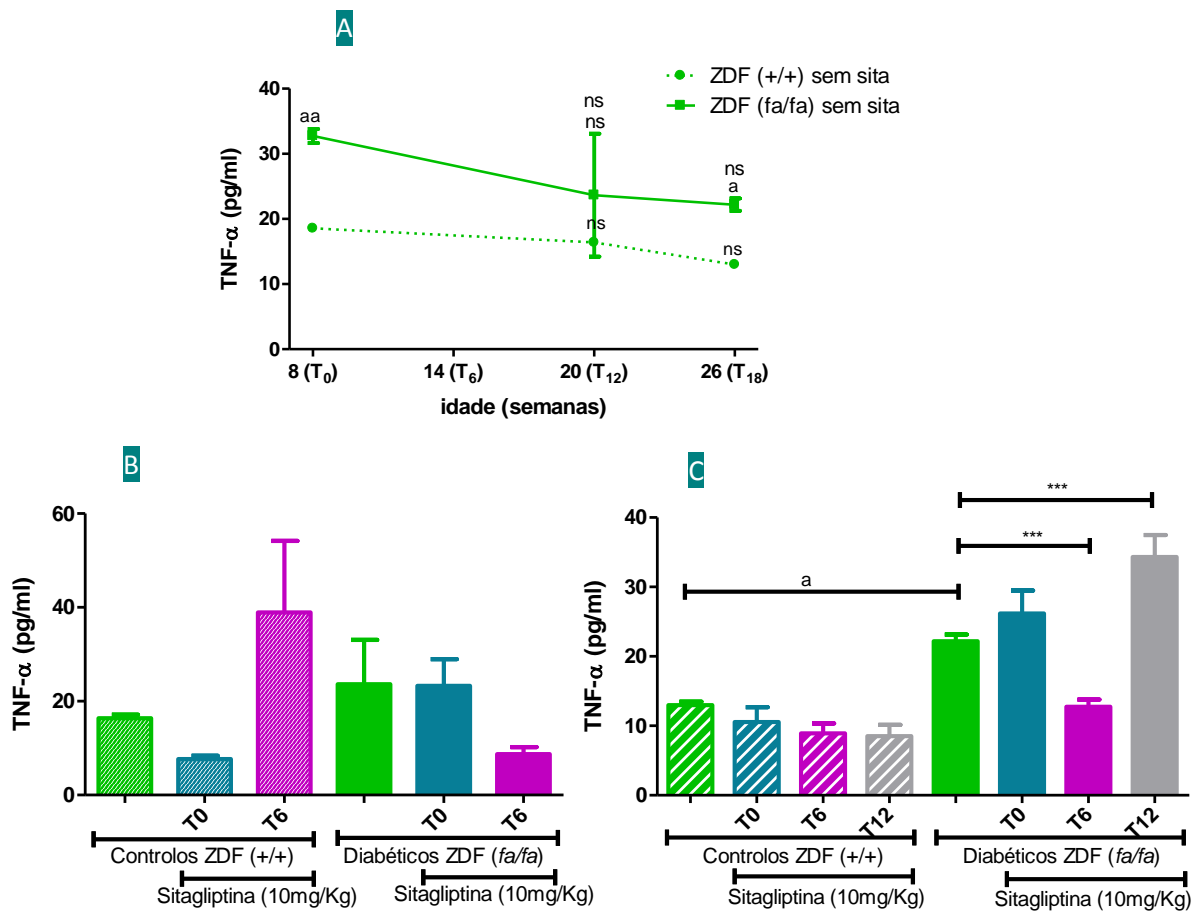 A
ZDF (+/+) sem sita
ZDF (fa/fa) sem sita
TNF-α (pg/ml)
40
30
20
10
0
aa
ns
ns
ns
ns
a
ns
8 (T0)
14 (T6)
20 (T12)
26 (T18)
idade (semanas)
B
TNF-α (pg/ml)
60
40
20
0
T0
T6
T0
T6
Controlos ZDF (+/+)
Diabéticos ZDF (fa/fa)
Sitagliptina (10mg/Kg)
Sitagliptina (10mg/Kg)
C
TNF-α (pg/ml)
40
30
20
10
0
***
***
a
T0
T6
T12
T0
T6
T12
Controlos ZDF (+/+)
Diabéticos ZDF (fa/fa)
Sitagliptina (10mg/Kg)
Sitagliptina (10mg/Kg)